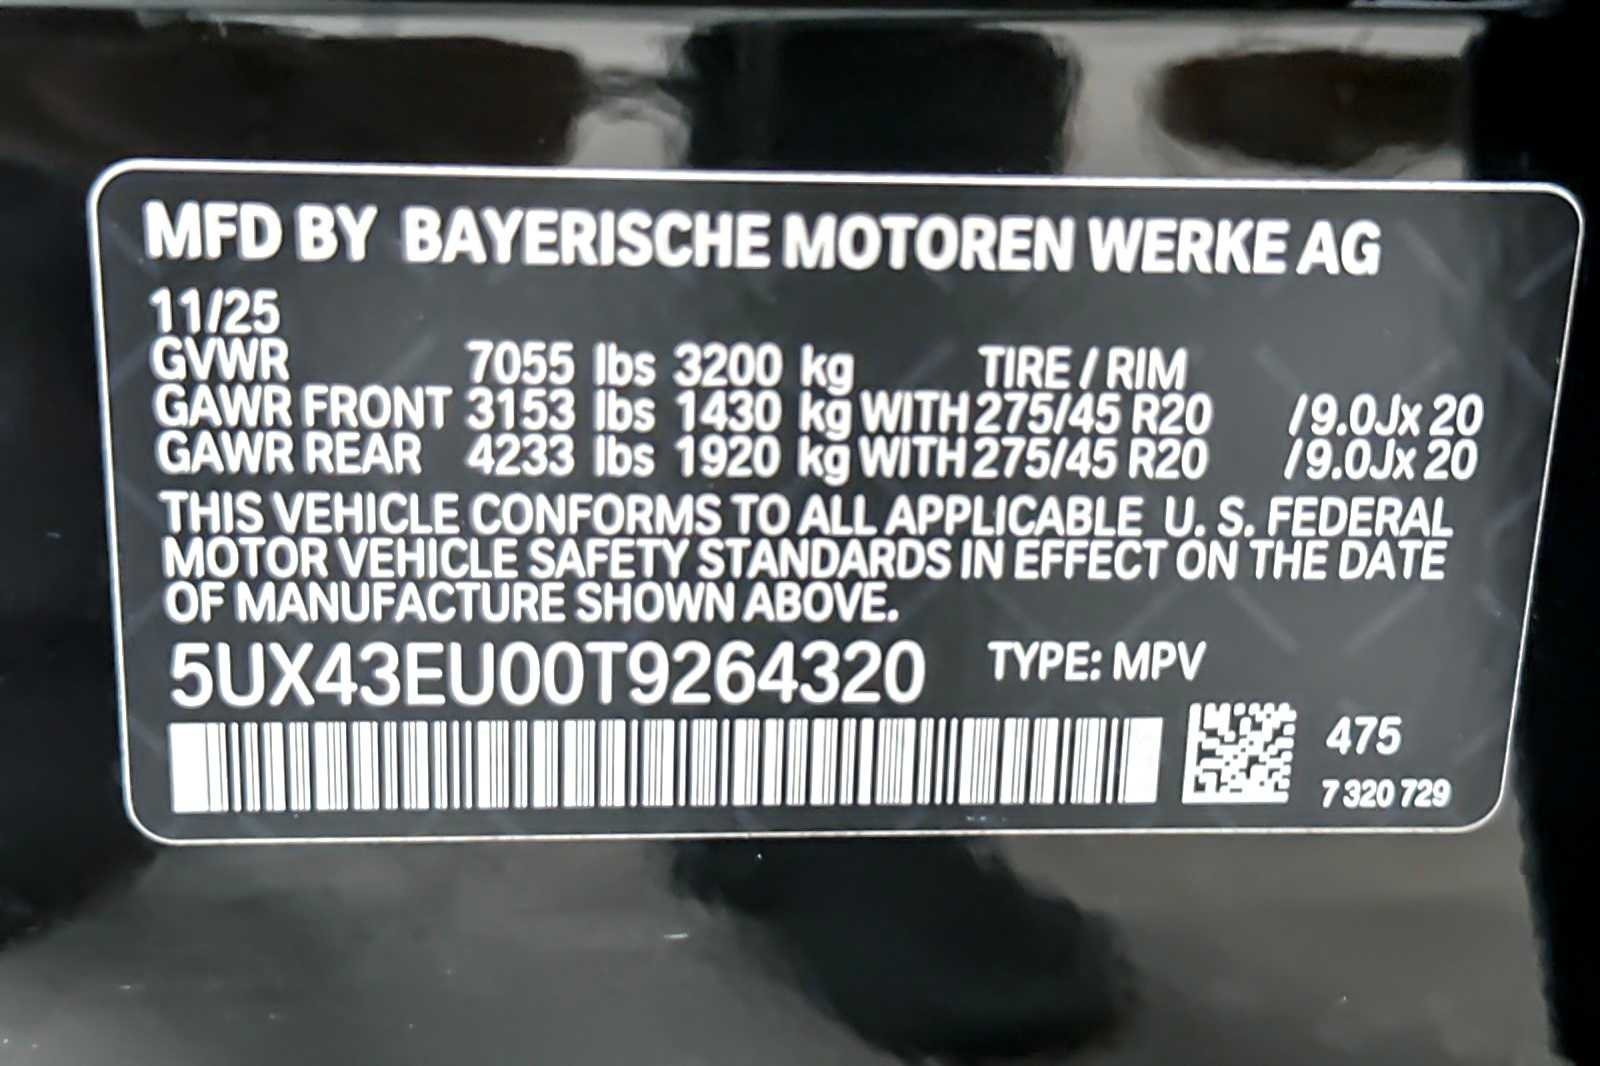 MFD BY BAYERISCHE MOTOREN WERKE AG
11/25
GVWR 7055 lbs 3200 kg TIRE / RIM
GAWR FRONT 3153 lbs 1430 kg WITH 275/45 R20 /9.0Jx 20
GAWR REAR 4233 lbs 1920 kg WITH 275/45 R20 /9.0Jx 20
THIS VEHICLE CONFORMS TO ALL APPLICABLE U. S. FEDERAL
MOTOR VEHICLE SAFETY STANDARDS IN EFFECT ON THE DATE
OF MANUFACTURE SHOWN ABOVE.
5UX43EU00T9264320 TYPE: MPV
475
7 320 729